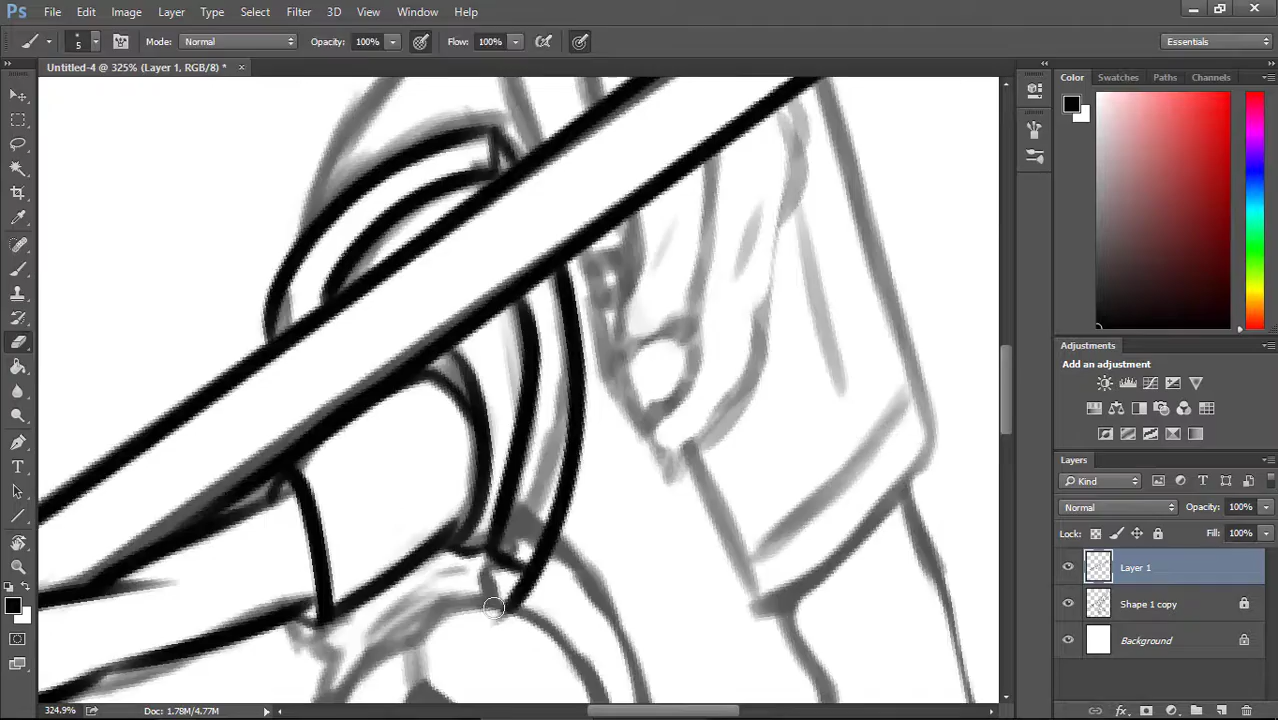 Ps File Edit Image Layer Type Select Filter 3D View Window Help
5 Mode: Normal Opacity: 100% Flow: 100% Essentials
Untitled-4 @ 325% (Layer 1, RGB/8) * ×
Color Swatches Paths Channels
Adjustments
Add an adjustment
Layers
Kind
Normal Opacity: 100%
Lock: Fill: 100%
Layer 1
Shape 1 copy
Background
324.9% Doc: 1.78M/4.77M